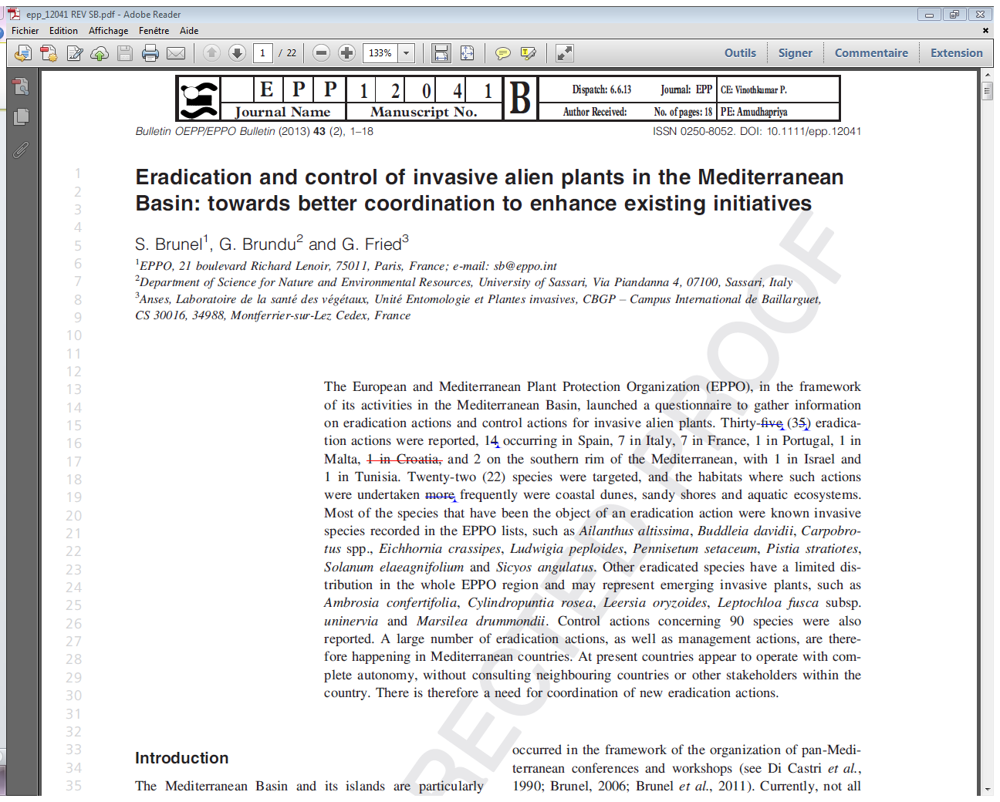 epp_12041 REV SB.pdf - Adobe Reader
Fichier Edition Affichage Fenêtre Aide
1 / 22 133% Outils Signer Commentaire Extension
E P P 1 2 0 4 1 B Dispatch: 6.6.13 Journal: EPP CE: Vinothkumar P.
Journal Name Manuscript No. Author Received: No. of pages: 18 PE: Amudhapriya
Bulletin OEPP/EPPO Bulletin (2013) 43 (2), 1–18 ISSN 0250-8052. DOI: 10.1111/epp.12041
1 Eradication and control of invasive alien plants in the Mediterranean
2
3 Basin: towards better coordination to enhance existing initiatives
4
5 S. Brunel1, G. Brundu2 and G. Fried3
6 1EPPO, 21 boulevard Richard Lenoir, 75011, Paris, France; e-mail: sb@eppo.int
7 2Department of Science for Nature and Environmental Resources, University of Sassari, Via Piandanna 4, 07100, Sassari, Italy
8 3Anses, Laboratoire de la santé des végétaux, Unité Entomologie et Plantes invasives, CBGP – Campus International de Baillarguet,
9 CS 30016, 34988, Montferrier-sur-Lez Cedex, France
10
11
12
13 The European and Mediterranean Plant Protection Organization (EPPO), in the framework
14 of its activities in the Mediterranean Basin, launched a questionnaire to gather information
15 on eradication actions and control actions for invasive alien plants. Thirty-five (35) eradica-
16 tion actions were reported, 14 occurring in Spain, 7 in Italy, 7 in France, 1 in Portugal, 1 in
17 Malta, 1 in Croatia, and 2 on the southern rim of the Mediterranean, with 1 in Israel and
18 1 in Tunisia. Twenty-two (22) species were targeted, and the habitats where such actions
19 were undertaken more frequently were coastal dunes, sandy shores and aquatic ecosystems.
20 Most of the species that have been the object of an eradication action were known invasive
21 species recorded in the EPPO lists, such as Ailanthus altissima, Buddleia davidii, Carpobro-
22 tus spp., Eichhornia crassipes, Ludwigia peploides, Pennisetum setaceum, Pistia stratiotes,
23 Solanum elaeagnifolium and Sicyos angulatus. Other eradicated species have a limited dis-
24 tribution in the whole EPPO region and may represent emerging invasive plants, such as
25 Ambrosia confertifolia, Cylindropuntia rosea, Leersia oryzoides, Leptochloa fusca subsp.
26 uninervia and Marsilea drummondii. Control actions concerning 90 species were also
27 reported. A large number of eradication actions, as well as management actions, are there-
28 fore happening in Mediterranean countries. At present countries appear to operate with com-
29 plete autonomy, without consulting neighbouring countries or other stakeholders within the
30 country. There is therefore a need for coordination of new eradication actions.
31
32
33 Introduction
34
35 The Mediterranean Basin and its islands are particularly
occurred in the framework of the organization of pan-Medi-
terranean conferences and workshops (see Di Castri et al.,
1990; Brunel, 2006; Brunel et al., 2011). Currently, not all
RECTED PROOF